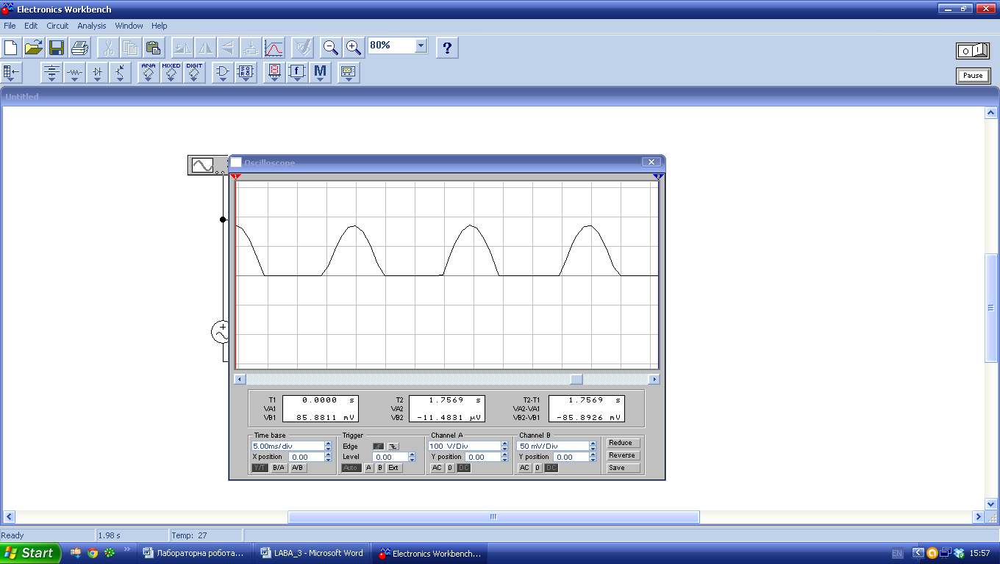 Electronics Workbench
File Edit Circuit Analysis Window Help
80%
?
ANA MIXED DIGIT
f M
Pause
Untitled
Oscilloscope
1 2
T1 0.0000 s T2 1.7569 s T2-T1 1.7569 s
VA1 VA2 VA2-VA1
VB1 85.8811 mV VB2 -11.4831 µV VB2-VB1 -85.8926 mV
Time base Trigger Channel A Channel B
5.00ms/div Edge 100 V/Div 50 mV/Div Reduce
X position 0.00 Level 0.00 Y position 0.00 Y position 0.00 Reverse
Y/T B/A A/B Auto A B Ext AC 0 DC AC 0 DC Save
Ready 1.98 s Temp: 27
Start Лабораторна робота... LABA_3 - Microsoft Word Electronics Workbench... EN 15:57